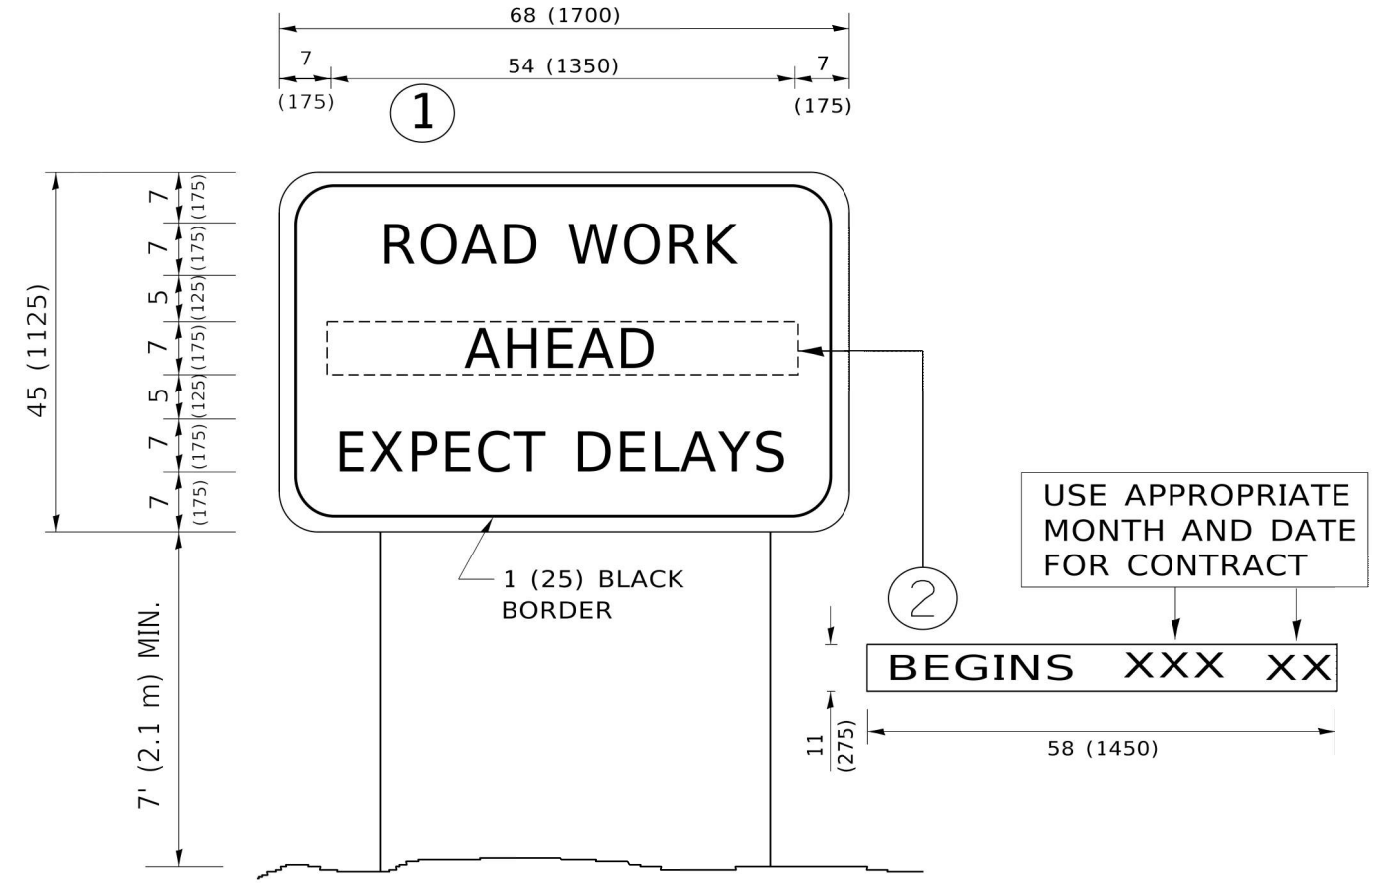 68 (1700)
7
54 (1350)
7
(175)
(175)
1
7
(175)
7
(175)
5
(125)
7
(175)
5
(125)
7
(175)
7
(175)
45 (1125)
ROAD WORK
AHEAD
EXPECT DELAYS
1 (25) BLACK
BORDER
7' (2.1 m) MIN.
USE APPROPRIATE
MONTH AND DATE
FOR CONTRACT
2
BEGINS XXX XX
11
(275)
58 (1450)